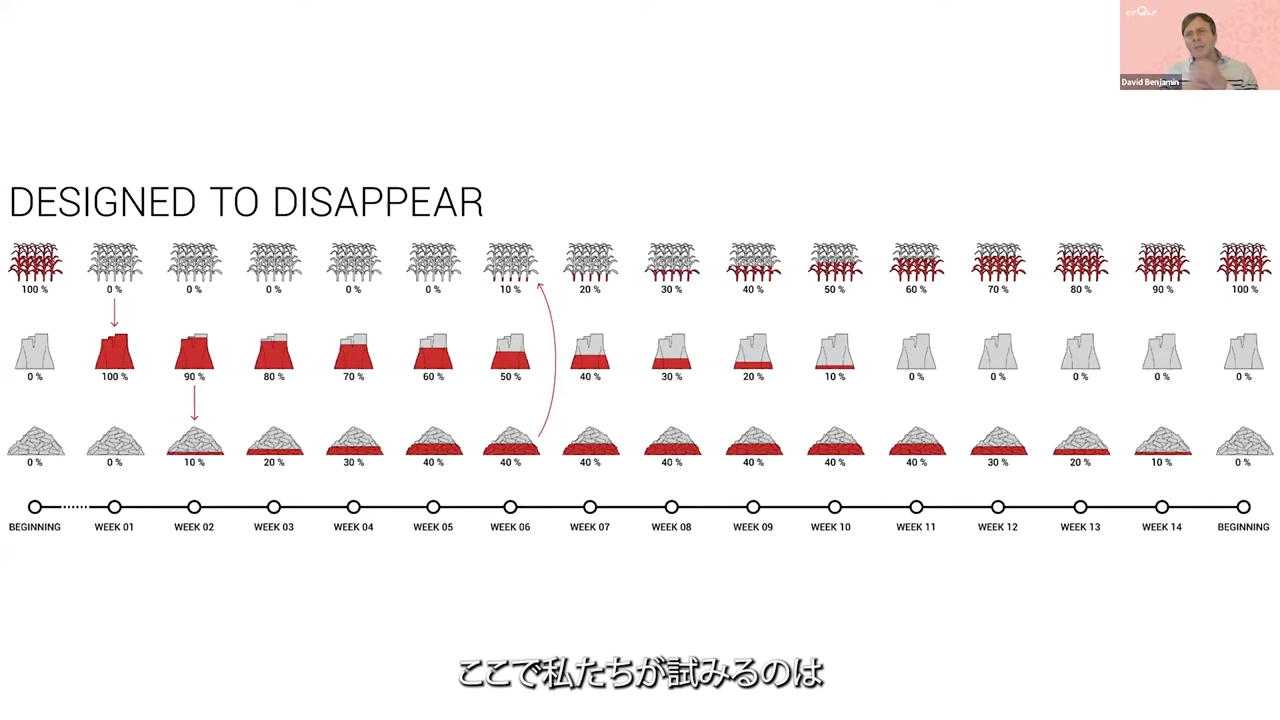 David Benjamin
DESIGNED TO DISAPPEAR
100 % 0 % 0 % 0 % 0 % 0 % 10 % 20 % 30 % 40 % 50 % 60 % 70 % 80 % 90 % 100 %
0 % 100 % 90 % 80 % 70 % 60 % 50 % 40 % 30 % 20 % 10 % 0 % 0 % 0 % 0 % 0 %
0 % 0 % 10 % 20 % 30 % 40 % 40 % 40 % 40 % 40 % 40 % 40 % 30 % 20 % 10 % 0 %
BEGINNING WEEK 01 WEEK 02 WEEK 03 WEEK 04 WEEK 05 WEEK 06 WEEK 07 WEEK 08 WEEK 09 WEEK 10 WEEK 11 WEEK 12 WEEK 13 WEEK 14 BEGINNING
ここで私たちが試みるのは